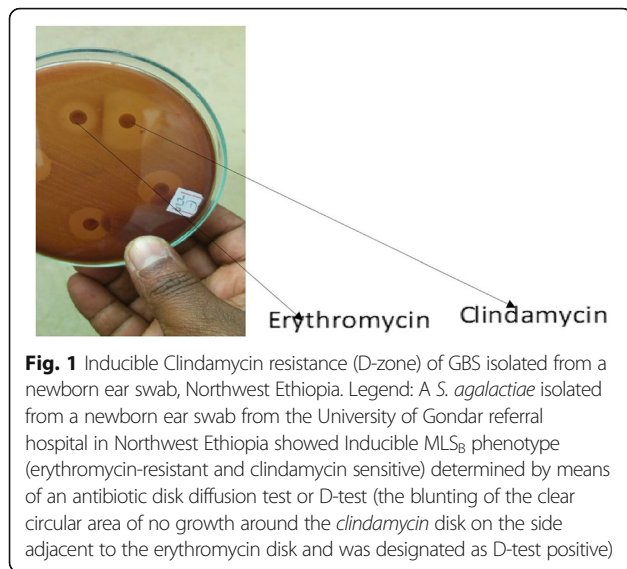 Erythromycin Clindamycin
Fig. 1 Inducible Clindamycin resistance (D-zone) of GBS isolated from a
newborn ear swab, Northwest Ethiopia. Legend: A S. agalactiae isolated
from a newborn ear swab from the University of Gondar referral
hospital in Northwest Ethiopia showed Inducible MLSB phenotype
(erythromycin-resistant and clindamycin sensitive) determined by means
of an antibiotic disk diffusion test or D-test (the blunting of the clear
circular area of no growth around the clindamycin disk on the side
adjacent to the erythromycin disk and was designated as D-test positive)